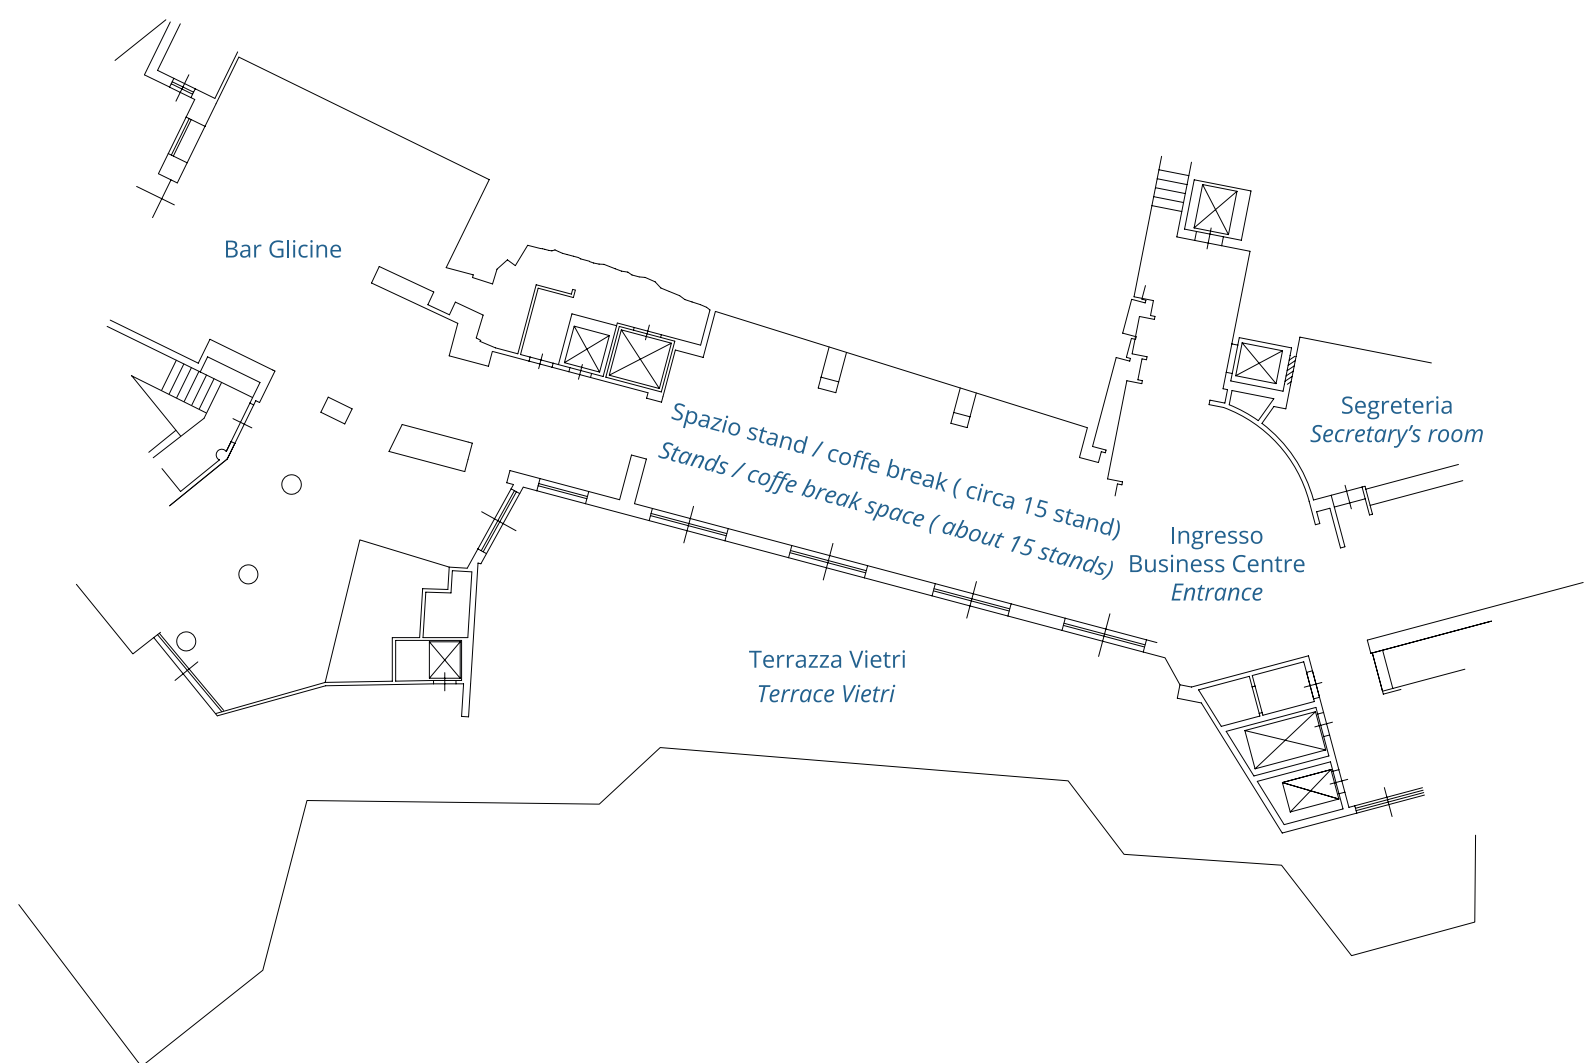 Bar Glicine
Spazio stand / coffe break ( circa 15 stand)
Stands / coffe break space ( about 15 stands)
Segreteria
Secretary's room
Ingresso
Business Centre
Entrance
Terrazza Vietri
Terrace Vietri